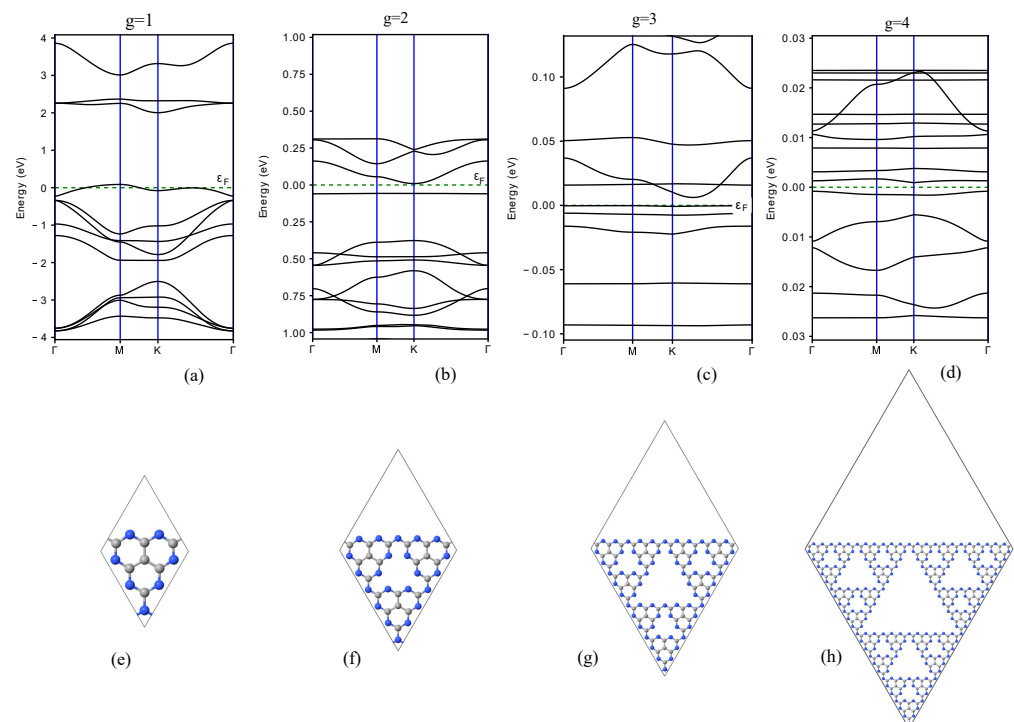 g=1
4
3
2
1
0
− 1
− 2
− 3
− 4
Energy (eV)
εF
Γ M K Γ
(a)
g=2
1.00
0.75
0.50
0.25
0.00
0.25
0.50
0.75
1.00
Energy (eV)
εF
Γ M K Γ
(b)
g=3
0.10
0.05
0.00
−0.05
−0.10
Energy (eV)
εF
Γ M K Γ
(c)
g=4
0.03
0.02
0.01
0.00
0.01
0.02
0.03
Energy (eV)
Γ M K Γ
(d)
(e)
(f)
(g)
(h)